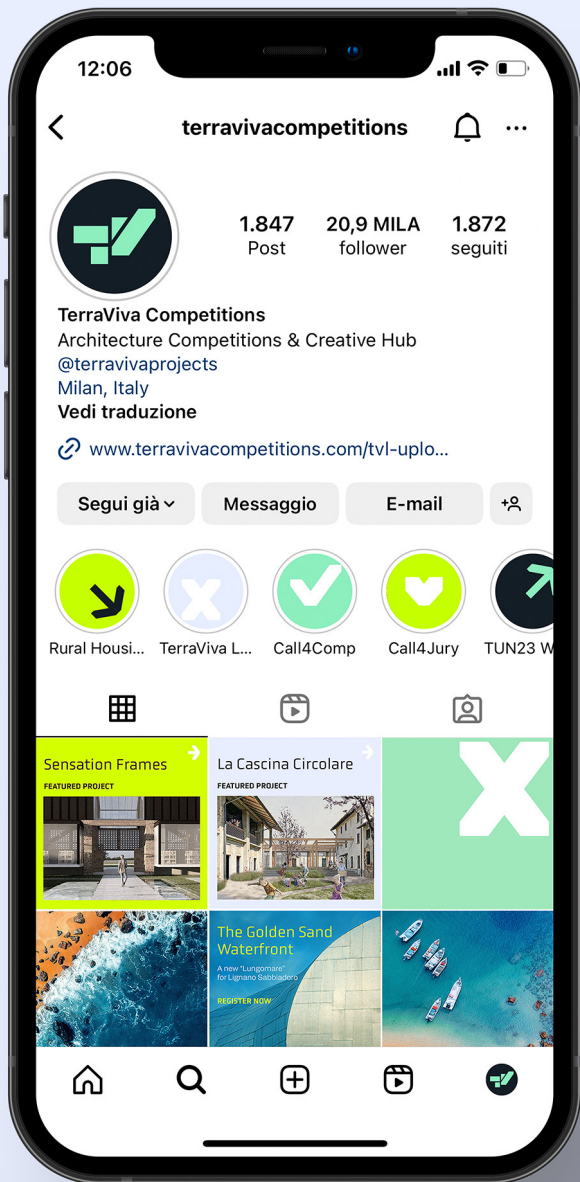 12:06
terravivacompetitions
1.847 20,9 MILA 1.872
Post follower seguiti
TerraViva Competitions
Architecture Competitions & Creative Hub
@terravivaprojects
Milan, Italy
Vedi traduzione
www.terravivacompetitions.com/tvl-uplo...
Segui già Messaggio E-mail
Rural Housi... TerraViva L... Call4Comp Call4Jury TUN23 W
Sensation Frames
FEATURED PROJECT
La Cascina Circolare
FEATURED PROJECT
The Golden Sand
Waterfront
A new "Lungomare"
for Lignano Sabbiadoro
REGISTER NOW